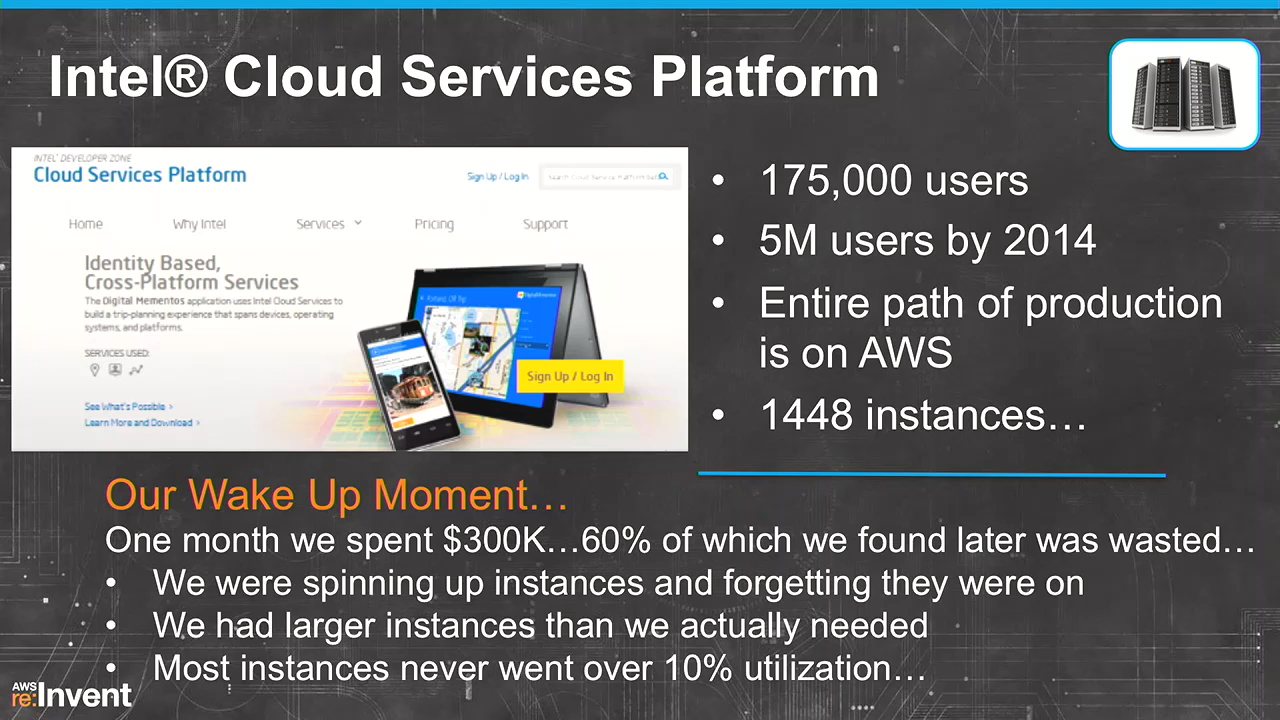 Intel® Cloud Services Platform
INTEL® DEVELOPER ZONE
Cloud Services Platform
Sign Up / Log In
Home Why Intel Services Pricing Support
Identity Based,
Cross-Platform Services
The Digital Mementos application uses Intel Cloud Services to
build a trip-planning experience that spans devices, operating
systems, and platforms.
SERVICES USED:
See What's Possible >
Learn More and Download >
Portland, OR Trip
Sign Up / Log In
• 175,000 users
• 5M users by 2014
• Entire path of production
is on AWS
• 1448 instances…
Our Wake Up Moment…
One month we spent $300K…60% of which we found later was wasted…
• We were spinning up instances and forgetting they were on
• We had larger instances than we actually needed
• Most instances never went over 10% utilization…
AWS
re:Invent